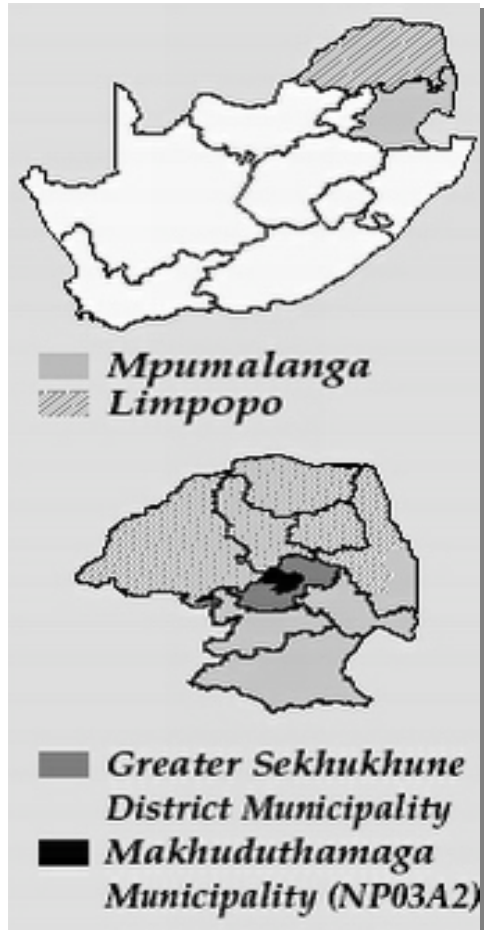 Mpumalanga
Limpopo
Greater Sekhukhune
District Municipality
Makhuduthamaga
Municipality (NP03A2)